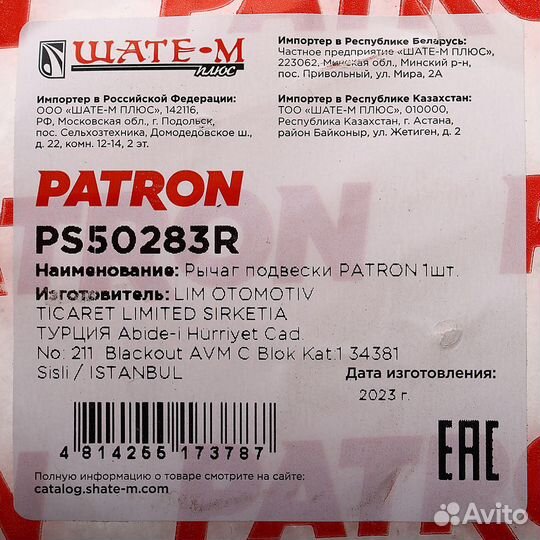 ШАТЕ-М
ПЛЮС
Импортер в Республике Беларусь:
Частное предприятие «ШАТЕ-М ПЛЮС»,
223062, Минская обл., Минский р-н,
пос. Привольный, ул. Мира, 2А
Импортер в Российской Федерации:
ООО «ШАТЕ-М ПЛЮС», 142116,
РФ, Московская обл., г. Подольск,
пос. Сельхозтехника, Домодедовское ш.,
д. 22, комн. 12-14, 2 эт.
Импортер в Республике Казахстан:
ТОО «ШАТЕ-М ПЛЮС», 010000,
Республика Казахстан, г. Астана,
район Байконыр, ул. Жетиген, д. 2
PATRON
PS50283R
Наименование: Рычаг подвески PATRON 1шт.
Изготовитель: LIM OTOMOTIV
TICARET LIMITED SIRKETIA
ТУРЦИЯ Abide-i Hurriyet Cad.
No: 211 Blackout AVM C Blok Kat:1 34381
Sisli / ISTANBUL
Дата изготовления:
2023 г.
4 814266 173787
EAC
Полную информацию о товаре смотрите на
catalog.shate-m.com
Avito